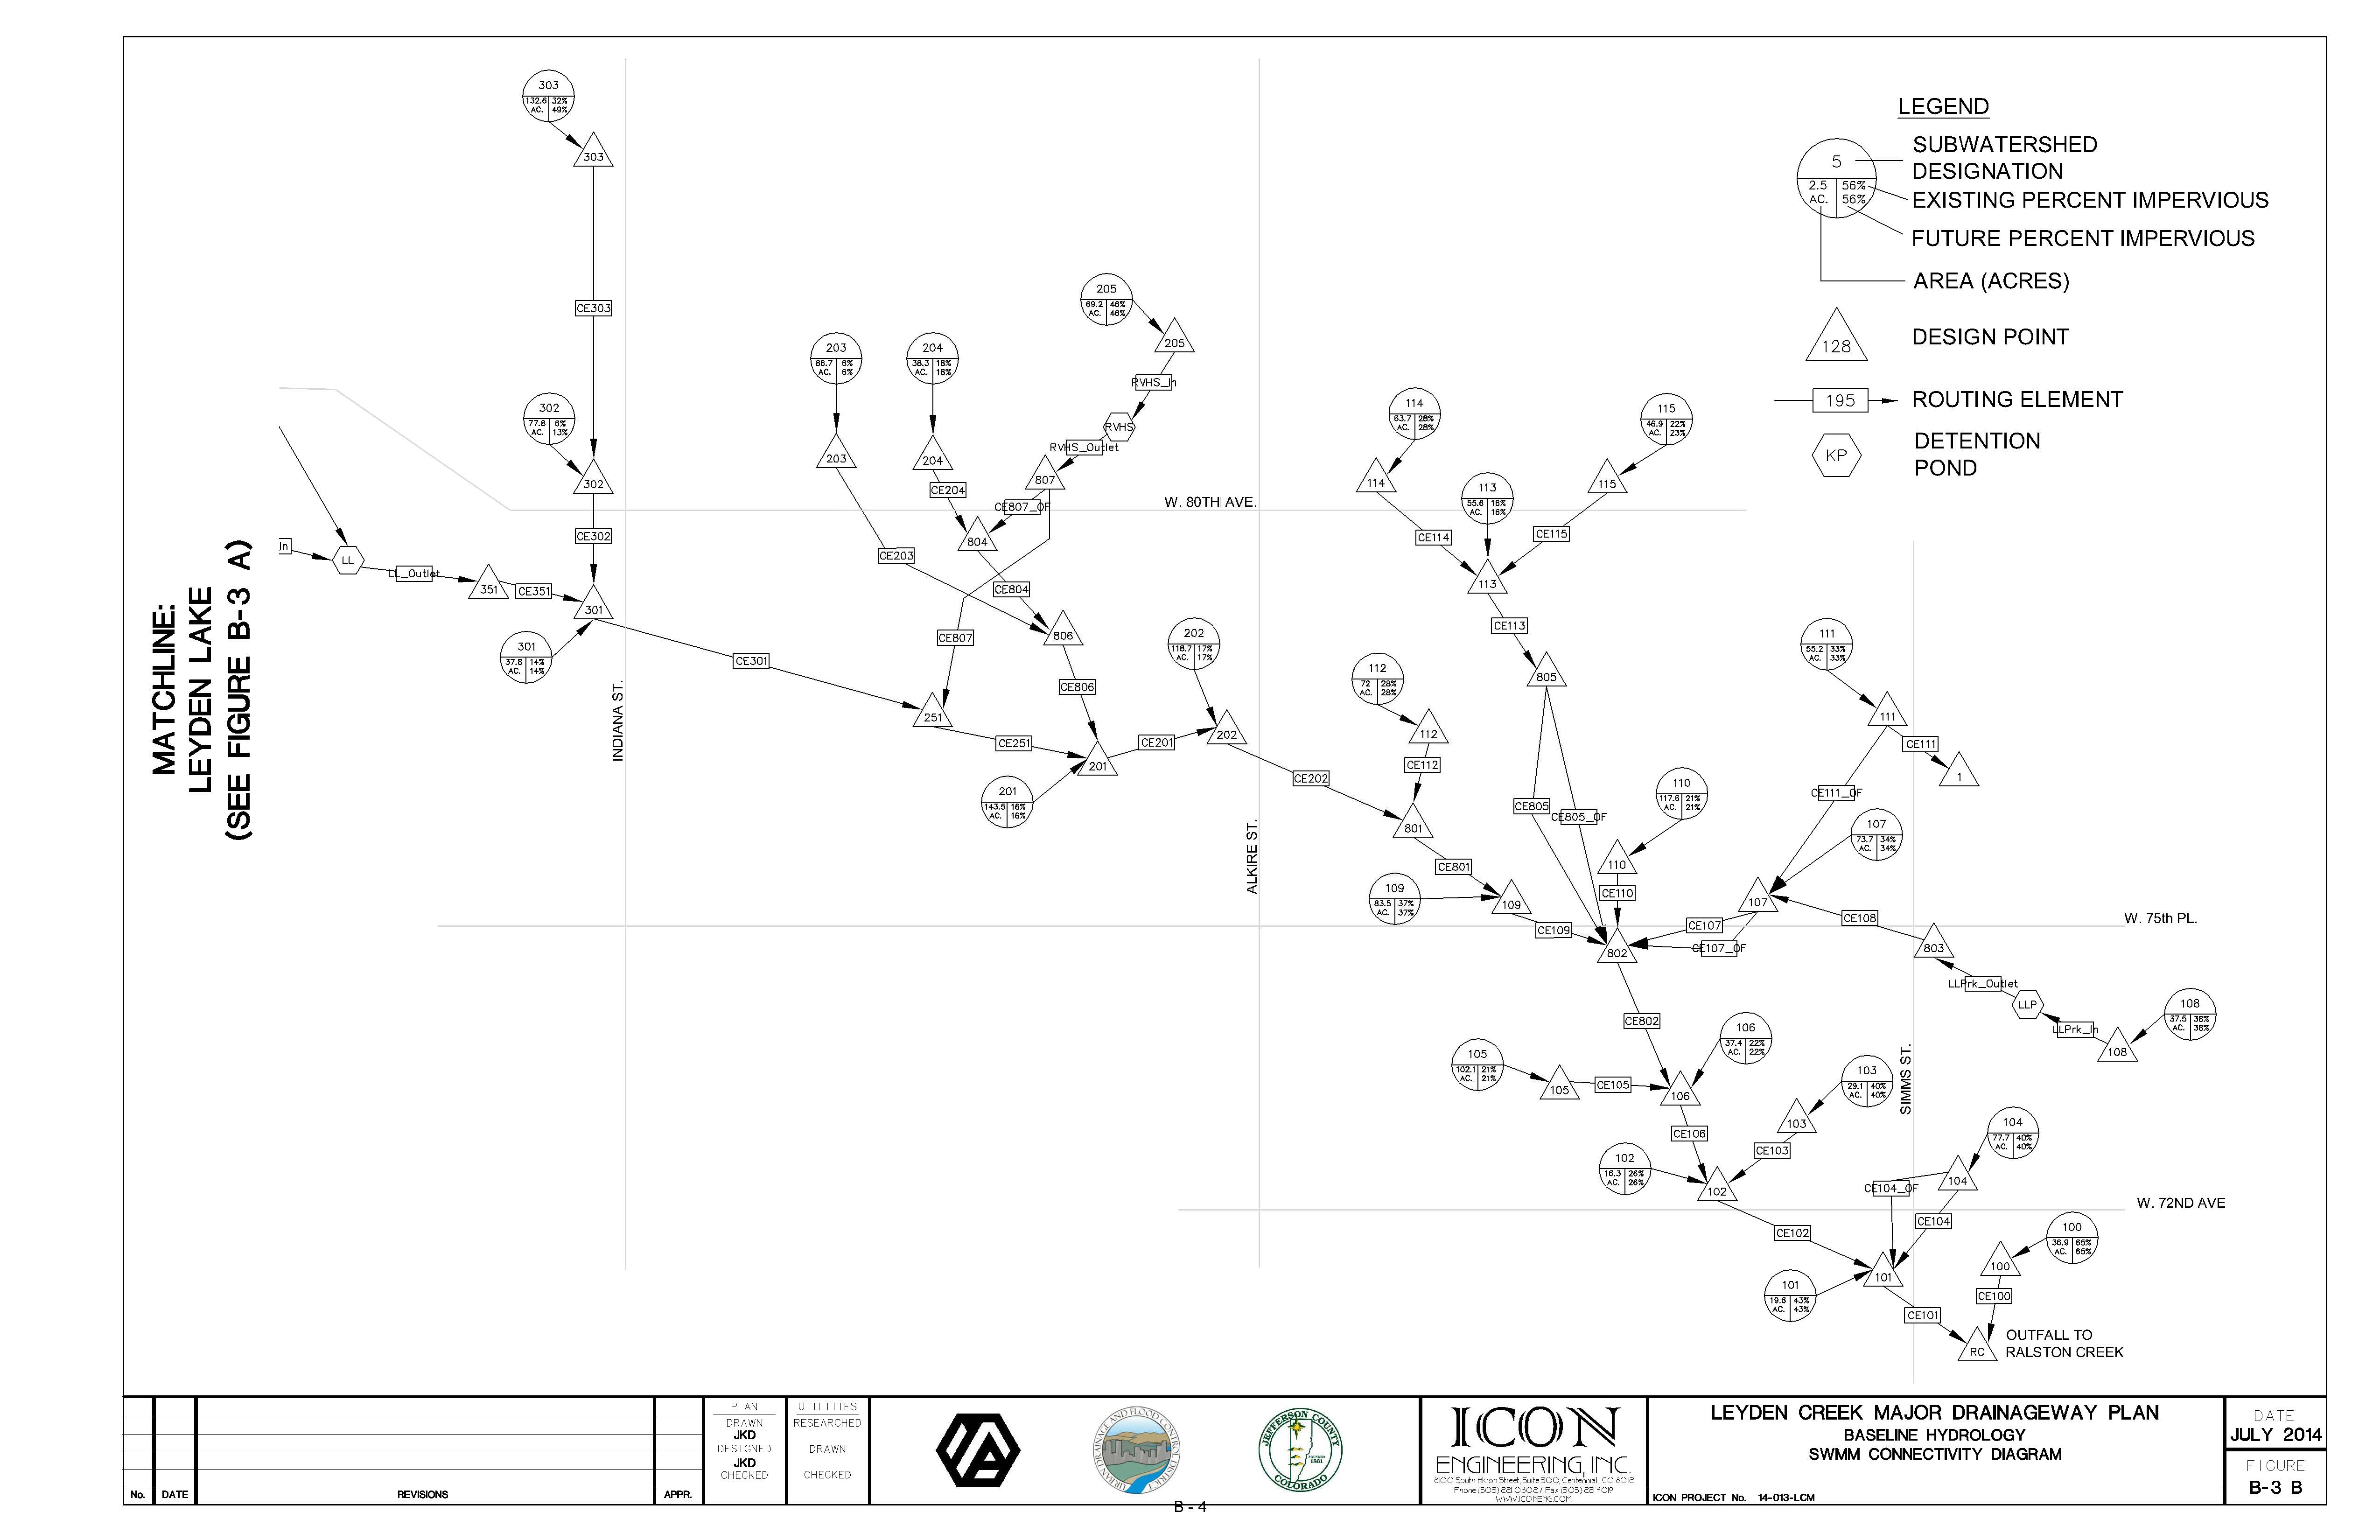 303
132.6 32%
AC. 49%
303
CE303
302
77.8 6%
AC. 13%
302
CE302
In
LL
LL_Outlet
351
CE351
301
301
37.8 14%
AC. 14%
CE301
MATCHLINE:
LEYDEN LAKE
(SEE FIGURE B-3 A)
INDIANA ST.
203
86.7 6%
AC. 6%
203
CE203
204
38.3 18%
AC. 18%
204
CE204
205
69.2 46%
AC. 46%
205
RVHS_In
RVHS
RVHS_Outlet
807
CE807_OF
804
CE804
CE807
806
CE806
251
CE251
201
201
143.5 16%
AC. 16%
CE201
202
118.7 17%
AC. 17%
202
CE202
W. 80TH AVE.
ALKIRE ST.
114
63.7 28%
AC. 28%
114
CE114
113
55.6 16%
AC. 16%
113
115
46.9 22%
AC. 23%
115
CE115
CE113
805
CE805
CE805_OF
112
72 28%
AC. 28%
112
CE112
801
CE801
109
83.5 37%
AC. 37%
109
CE109
110
117.6 21%
AC. 21%
110
CE110
802
111
55.2 33%
AC. 33%
111
CE111
1
CE111_OF
107
73.7 34%
AC. 34%
107
CE107
CE107_OF
CE108
803
W. 75th PL.
LLPrk_Outlet
LLP
LLPrk_In
108
37.5 38%
AC. 38%
108
SIMMS ST.
CE802
106
37.4 22%
AC. 22%
105
102.1 21%
AC. 21%
105
CE105
106
CE106
103
29.1 40%
AC. 40%
103
CE103
102
16.3 26%
AC. 26%
102
CE102
104
77.7 40%
AC. 40%
104
CE104_OF
CE104
W. 72ND AVE
101
19.6 43%
AC. 43%
101
CE101
100
36.9 65%
AC. 65%
100
CE100
RC
OUTFALL TO
RALSTON CREEK
LEGEND
5
2.5 56%
AC. 56%
SUBWATERSHED
DESIGNATION
EXISTING PERCENT IMPERVIOUS
FUTURE PERCENT IMPERVIOUS
AREA (ACRES)
128
DESIGN POINT
195
ROUTING ELEMENT
KP
DETENTION
POND
No. DATE REVISIONS APPR.
PLAN
DRAWN
JKD
DESIGNED
JKD
CHECKED
UTILITIES
RESEARCHED
DRAWN
CHECKED
URBAN DRAINAGE AND FLOOD CONTROL DISTRICT
JEFFERSON COUNTY
COLORADO
ICON
ENGINEERING, INC.
8100 South Akron Street, Suite 300, Centennial, CO 80112
Phone (303) 221-0802 / Fax (303) 221-4019
WWW.ICONENG.COM
LEYDEN CREEK MAJOR DRAINAGEWAY PLAN
BASELINE HYDROLOGY
SWMM CONNECTIVITY DIAGRAM
ICON PROJECT No. 14-013-LCM
DATE
JULY 2014
FIGURE
B-3 B
B - 4